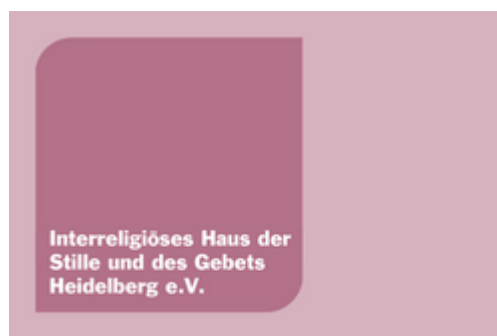 Interreligiöses Haus der
Stille und des Gebets
Heidelberg e.V.